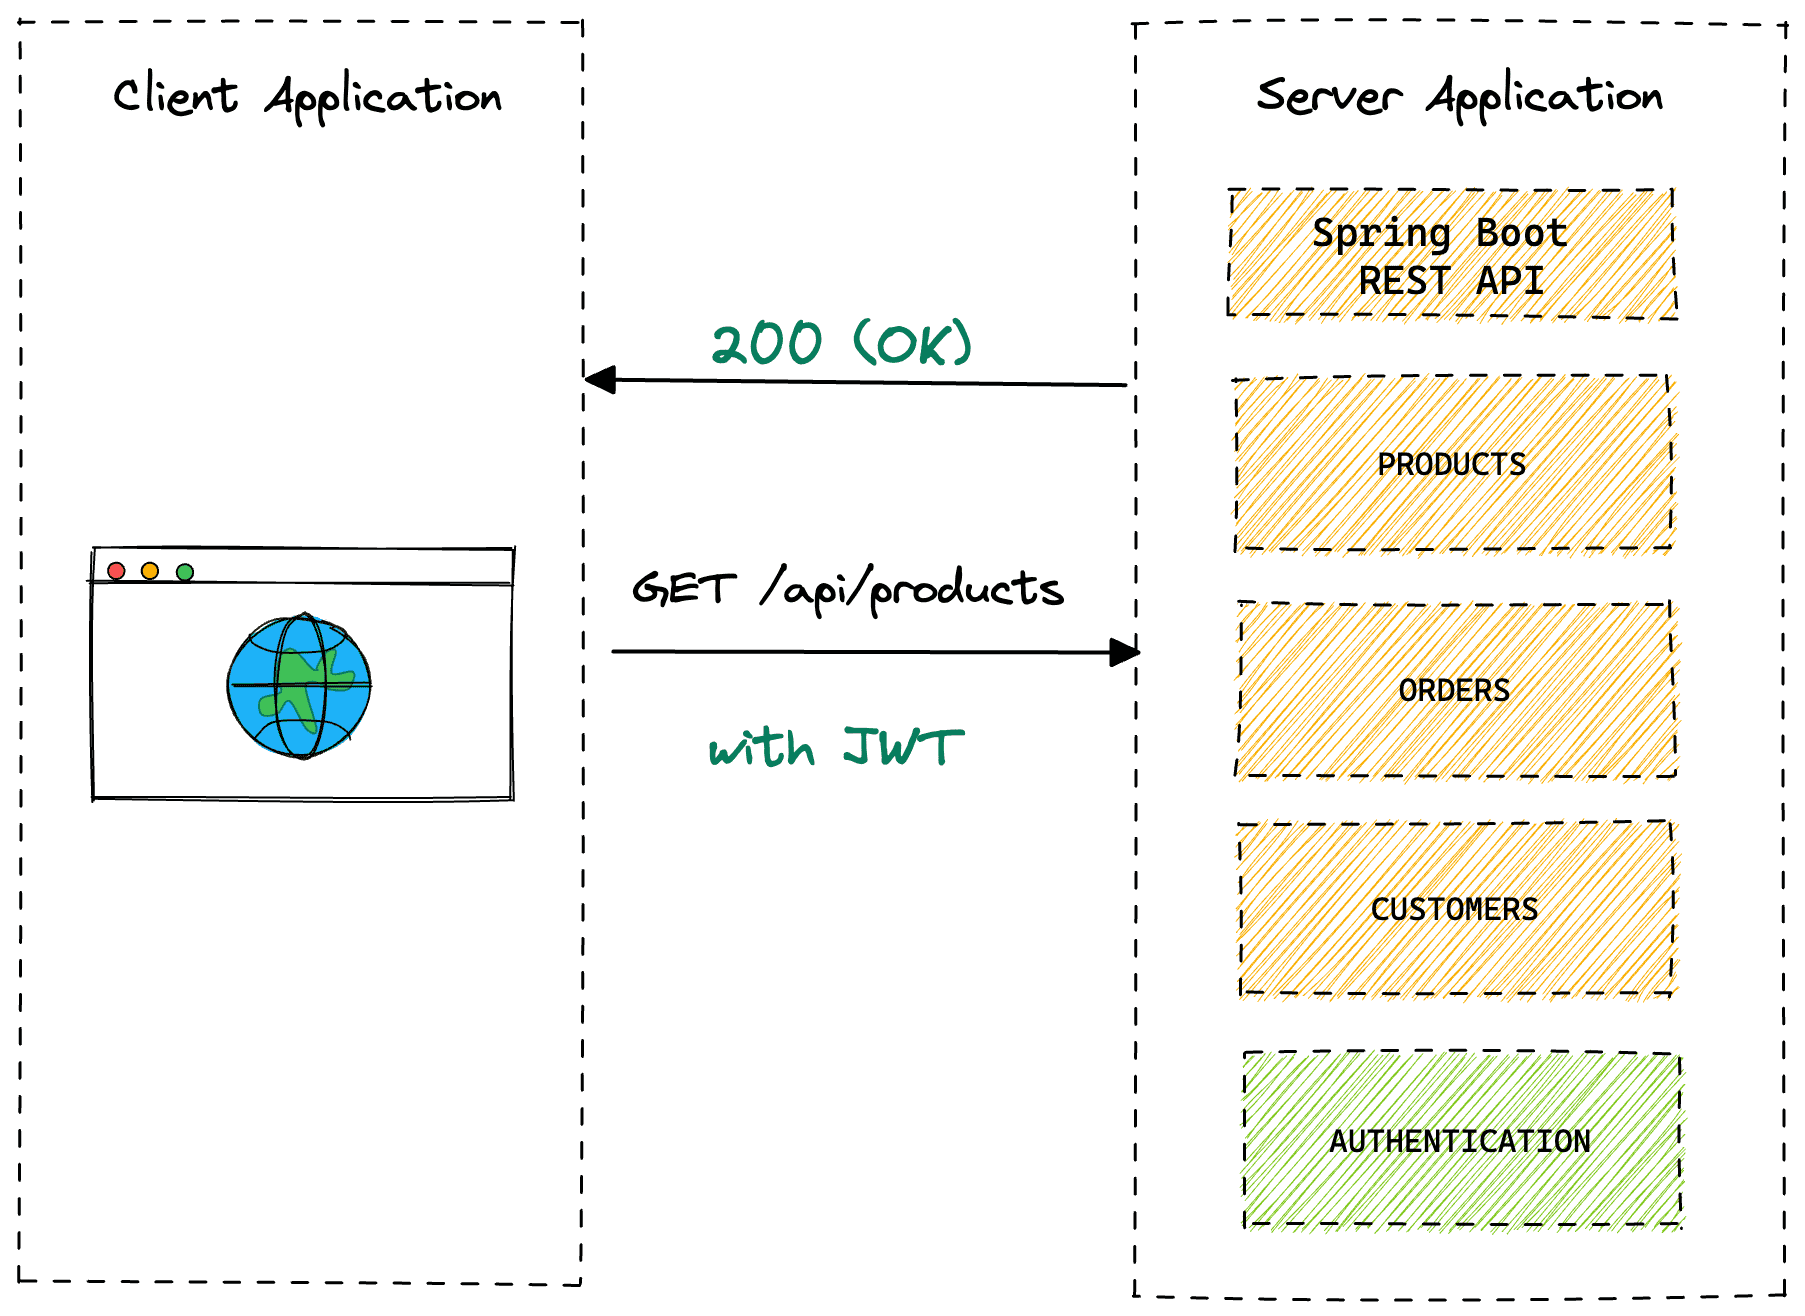 Client Application
200 (OK)
GET /api/products
with JWT
Server Application
Spring Boot
REST API
PRODUCTS
ORDERS
CUSTOMERS
AUTHENTICATION